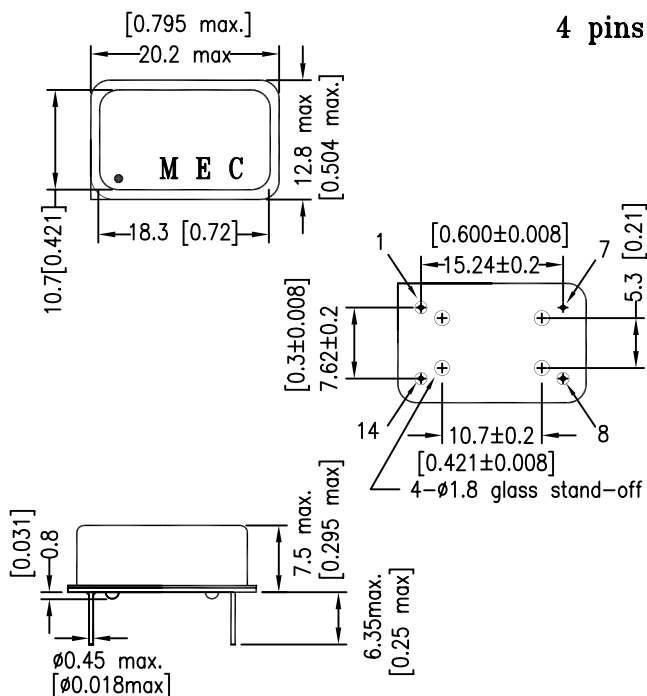 [0.795 max.]
20.2 max
4 pins
12.8 max
[0.504 max.]
M E C
10.7[0.421]
18.3 [0.72]
1
[0.600±0.008]
15.24±0.2
7
5.3 [0.21]
[0.3±0.008]
7.62±0.2
14
10.7±0.2
8
[0.421±0.008]
4-ø1.8 glass stand-off
[0.031]
0.8
7.5 max.
[0.295 max]
6.35max.
[0.25 max]
ø0.45 max.
[ø0.018max]